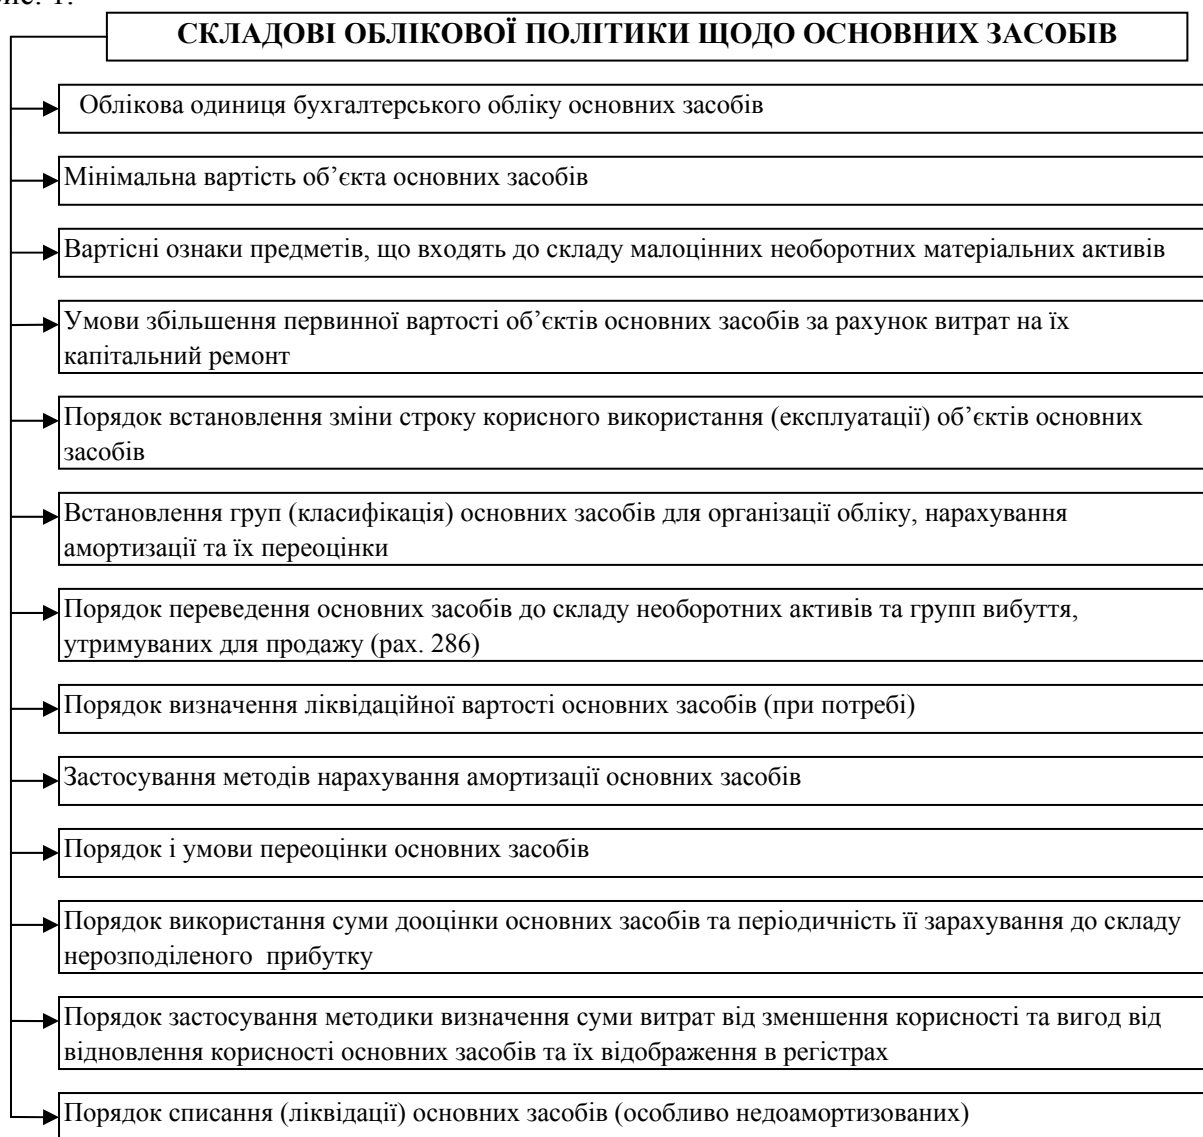 СКЛАДОВІ ОБЛІКОВОЇ ПОЛІТИКИ ЩОДО ОСНОВНИХ ЗАСОБІВ
Облікова одиниця бухгалтерського обліку основних засобів
Мінімальна вартість об’єкта основних засобів
Вартісні ознаки предметів, що входять до складу малоцінних необоротних матеріальних активів
Умови збільшення первинної вартості об’єктів основних засобів за рахунок витрат на їх
капітальний ремонт
Порядок встановлення зміни строку корисного використання (експлуатації) об’єктів основних
засобів
Встановлення груп (класифікація) основних засобів для організації обліку, нарахування
амортизації та їх переоцінки
Порядок переведення основних засобів до складу необоротних активів та групп вибуття,
утримуваних для продажу (рах. 286)
Порядок визначення ліквідаційної вартості основних засобів (при потребі)
Застосування методів нарахування амортизації основних засобів
Порядок і умови переоцінки основних засобів
Порядок використання суми дооцінки основних засобів та періодичність її зарахування до складу
нерозподіленого прибутку
Порядок застосування методики визначення суми витрат від зменшення корисності та вигод від
відновлення корисності основних засобів та їх відображення в регістрах
Порядок списання (ліквідації) основних засобів (особливо недоамортизованих)